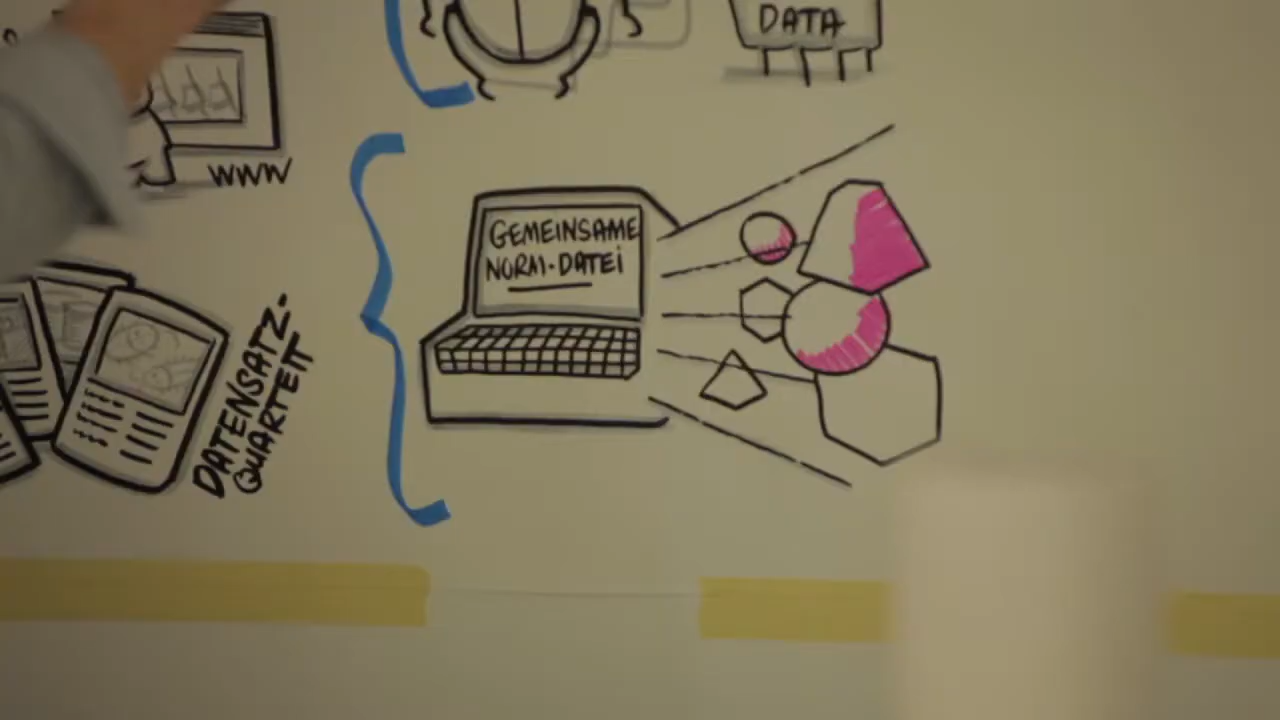 DATA
WWW
GEMEINSAME
NORM-DATEI
DATENSATZ-
QUARTETT